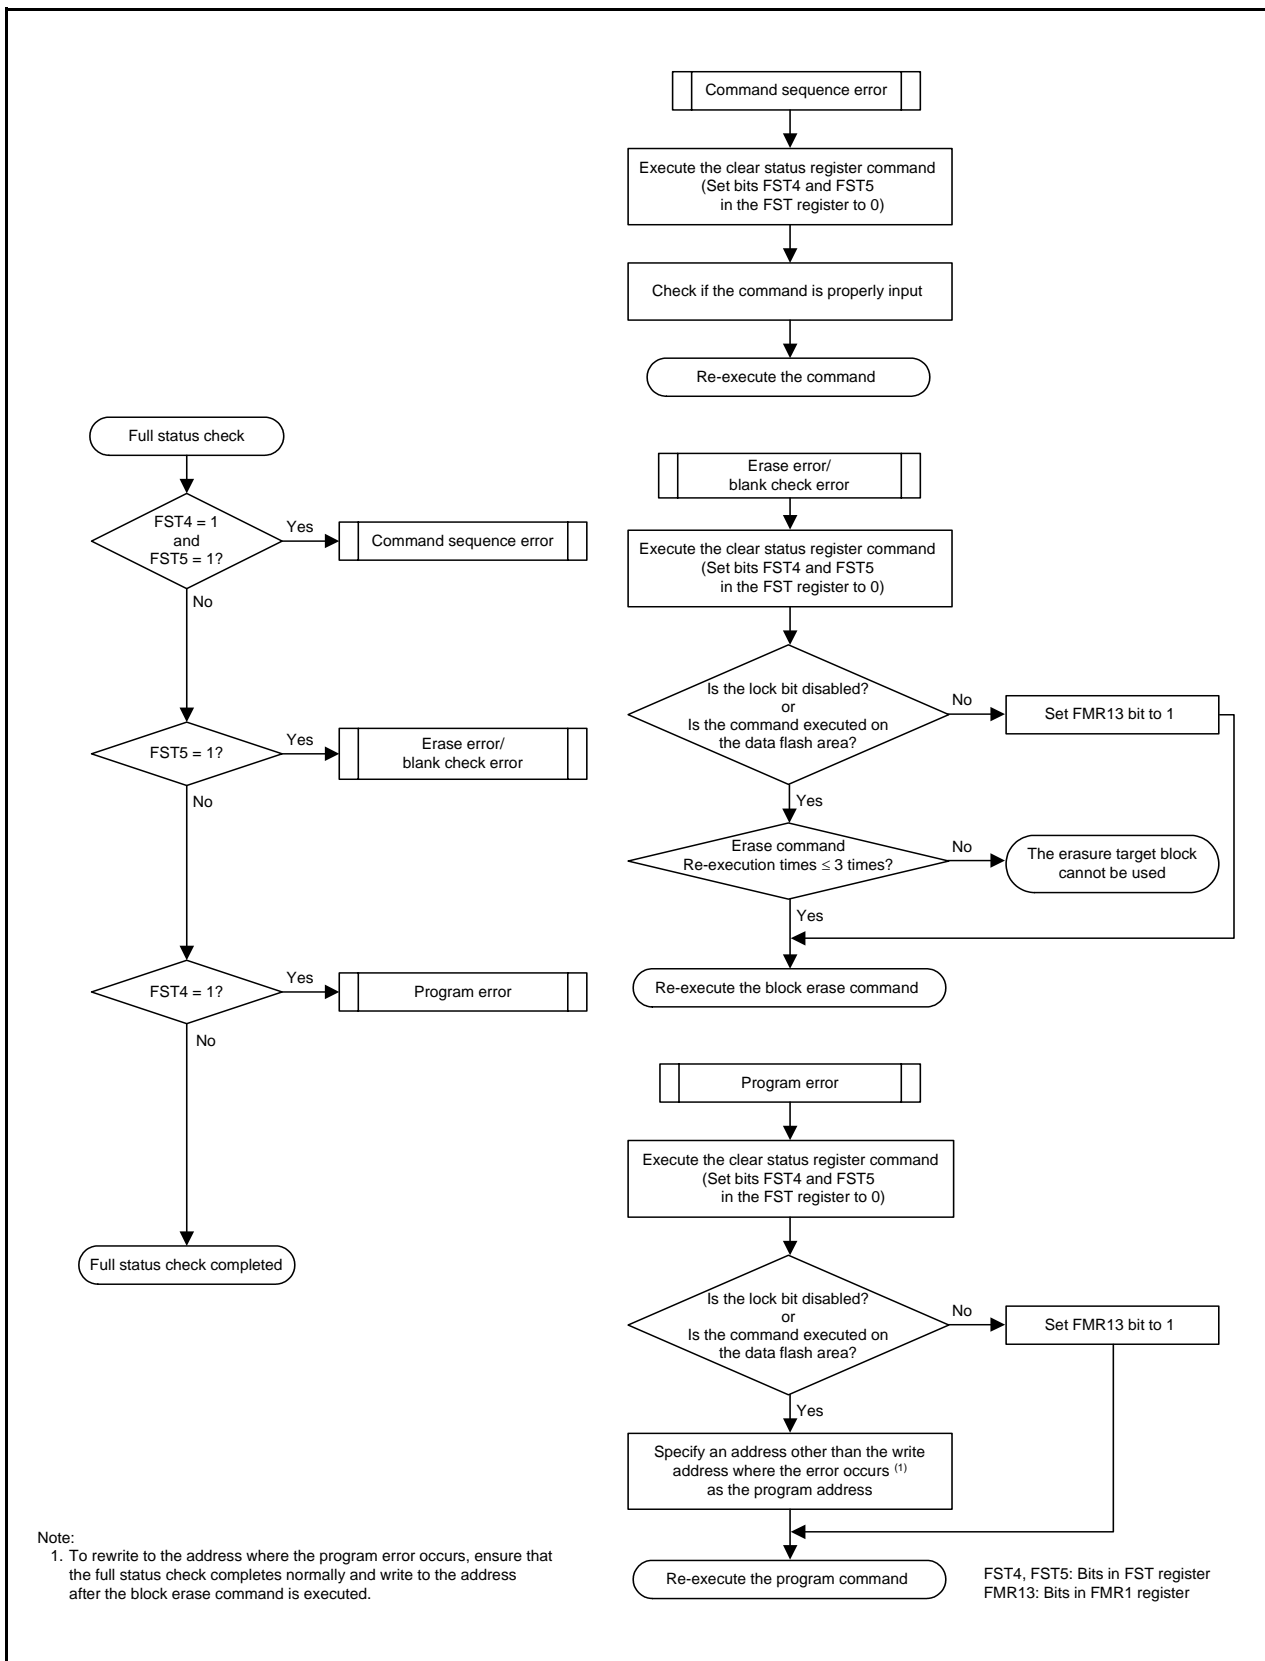 Command sequence error
Execute the clear status register command
(Set bits FST4 and FST5
in the FST register to 0)
Check if the command is properly input
Re-execute the command
Full status check
FST4 = 1
and
FST5 = 1?
Yes
Command sequence error
No
FST5 = 1?
Yes
Erase error/
blank check error
No
FST4 = 1?
Yes
Program error
No
Full status check completed
Erase error/
blank check error
Execute the clear status register command
(Set bits FST4 and FST5
in the FST register to 0)
Is the lock bit disabled?
or
Is the command executed on
the data flash area?
No
Set FMR13 bit to 1
Yes
Erase command
Re-execution times ≤ 3 times?
No
The erasure target block
cannot be used
Yes
Re-execute the block erase command
Program error
Execute the clear status register command
(Set bits FST4 and FST5
in the FST register to 0)
Is the lock bit disabled?
or
Is the command executed on
the data flash area?
No
Set FMR13 bit to 1
Yes
Specify an address other than the write
address where the error occurs (1)
as the program address
Re-execute the program command
Note:
1. To rewrite to the address where the program error occurs, ensure that
the full status check completes normally and write to the address
after the block erase command is executed.
FST4, FST5: Bits in FST register
FMR13: Bits in FMR1 register